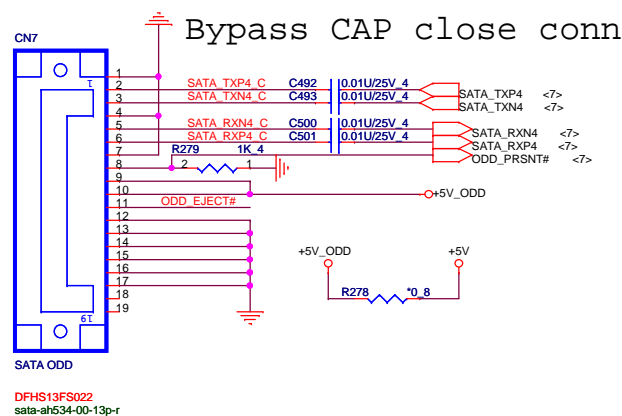 Bypass CAP close conn
CN7
1
1
2 SATA_TXP4_C C492 0.01U/25V_4 SATA_TXP4 <7>
3 SATA_TXN4_C C493 0.01U/25V_4 SATA_TXN4 <7>
4
5 SATA_RXN4_C C500 0.01U/25V_4 SATA_RXN4 <7>
6 SATA_RXP4_C C501 0.01U/25V_4 SATA_RXP4 <7>
7 R279 1K_4 ODD_PRSNT# <7>
8 2 1
9
10 +5V_ODD
11 ODD_EJECT#
12
13
14
15 +5V_ODD +5V
16
17
18 R278 *0_8
19
19
SATA ODD
DFHS13FS022
sata-ah534-00-13p-r